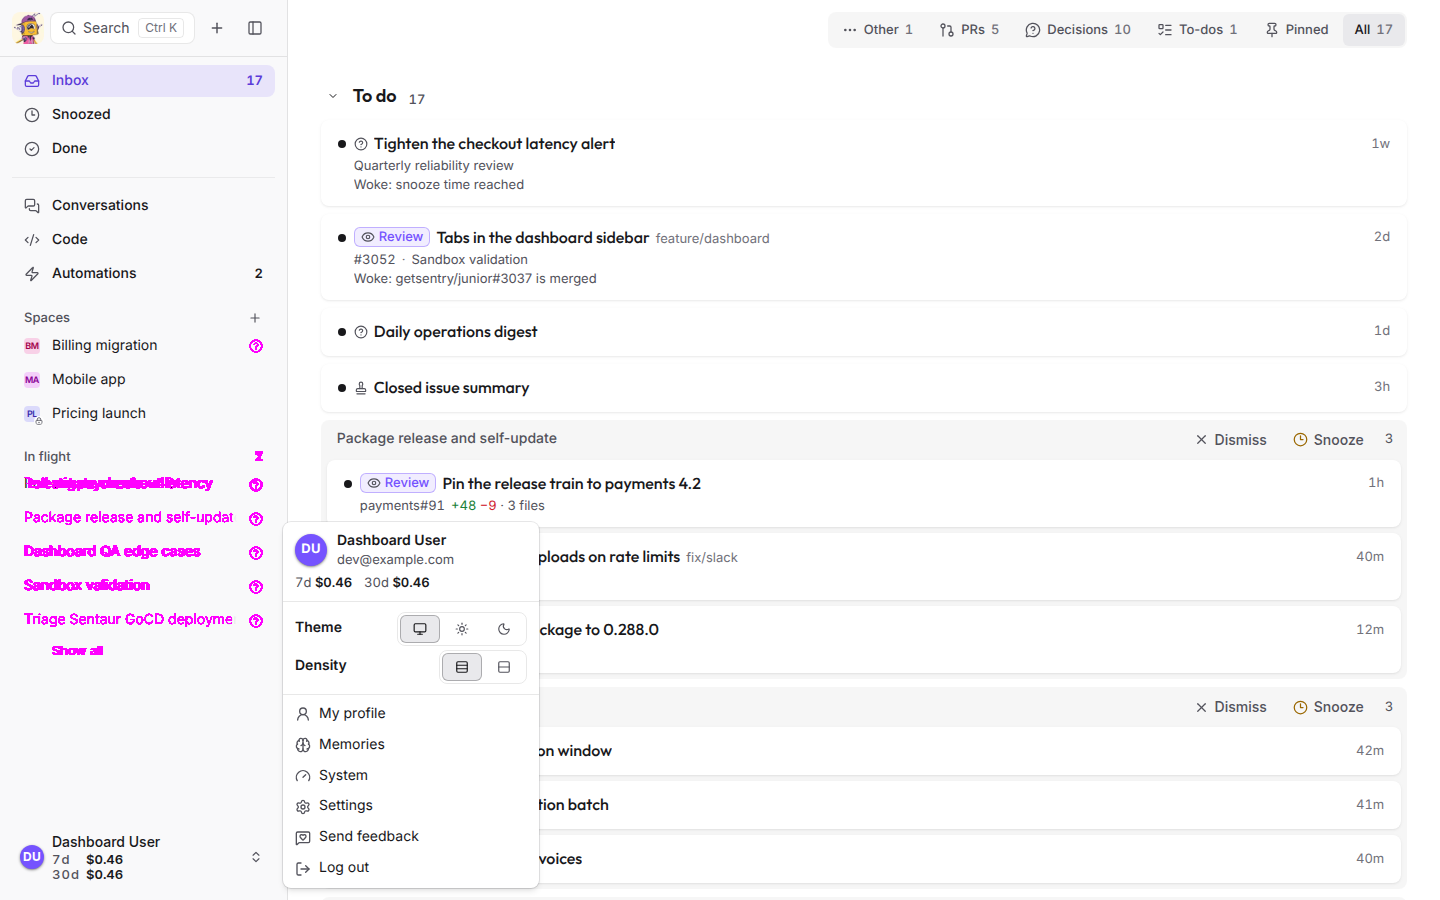 Search Ctrl K
Inbox 17
Snoozed
Done
Conversations
Code
Automations 2
Spaces
BM Billing migration
MA Mobile app
PL Pricing launch
In flight
Package release and self-updat
Dashboard QA edge cases
Sandbox validation
Triage Sentaur GoCD deployme
Show all
DU Dashboard User
7d $0.46
30d $0.46
Other 1 PRs 5 Decisions 10 To-dos 1 Pinned All 17
To do 17
Tighten the checkout latency alert 1w
Quarterly reliability review
Woke: snooze time reached
Review Tabs in the dashboard sidebar feature/dashboard 2d
#3052 · Sandbox validation
Woke: getsentry/junior#3037 is merged
Daily operations digest 1d
Closed issue summary 3h
Package release and self-update Dismiss Snooze 3
Review Pin the release train to payments 4.2 1h
payments#91 +48 −9 · 3 files
ploads on rate limits fix/slack 40m
ckage to 0.288.0 12m
Dismiss Snooze 3
on window 42m
tion batch 41m
voices 40m
DU Dashboard User
dev@example.com
7d $0.46 30d $0.46
Theme
Density
My profile
Memories
System
Settings
Send feedback
Log out